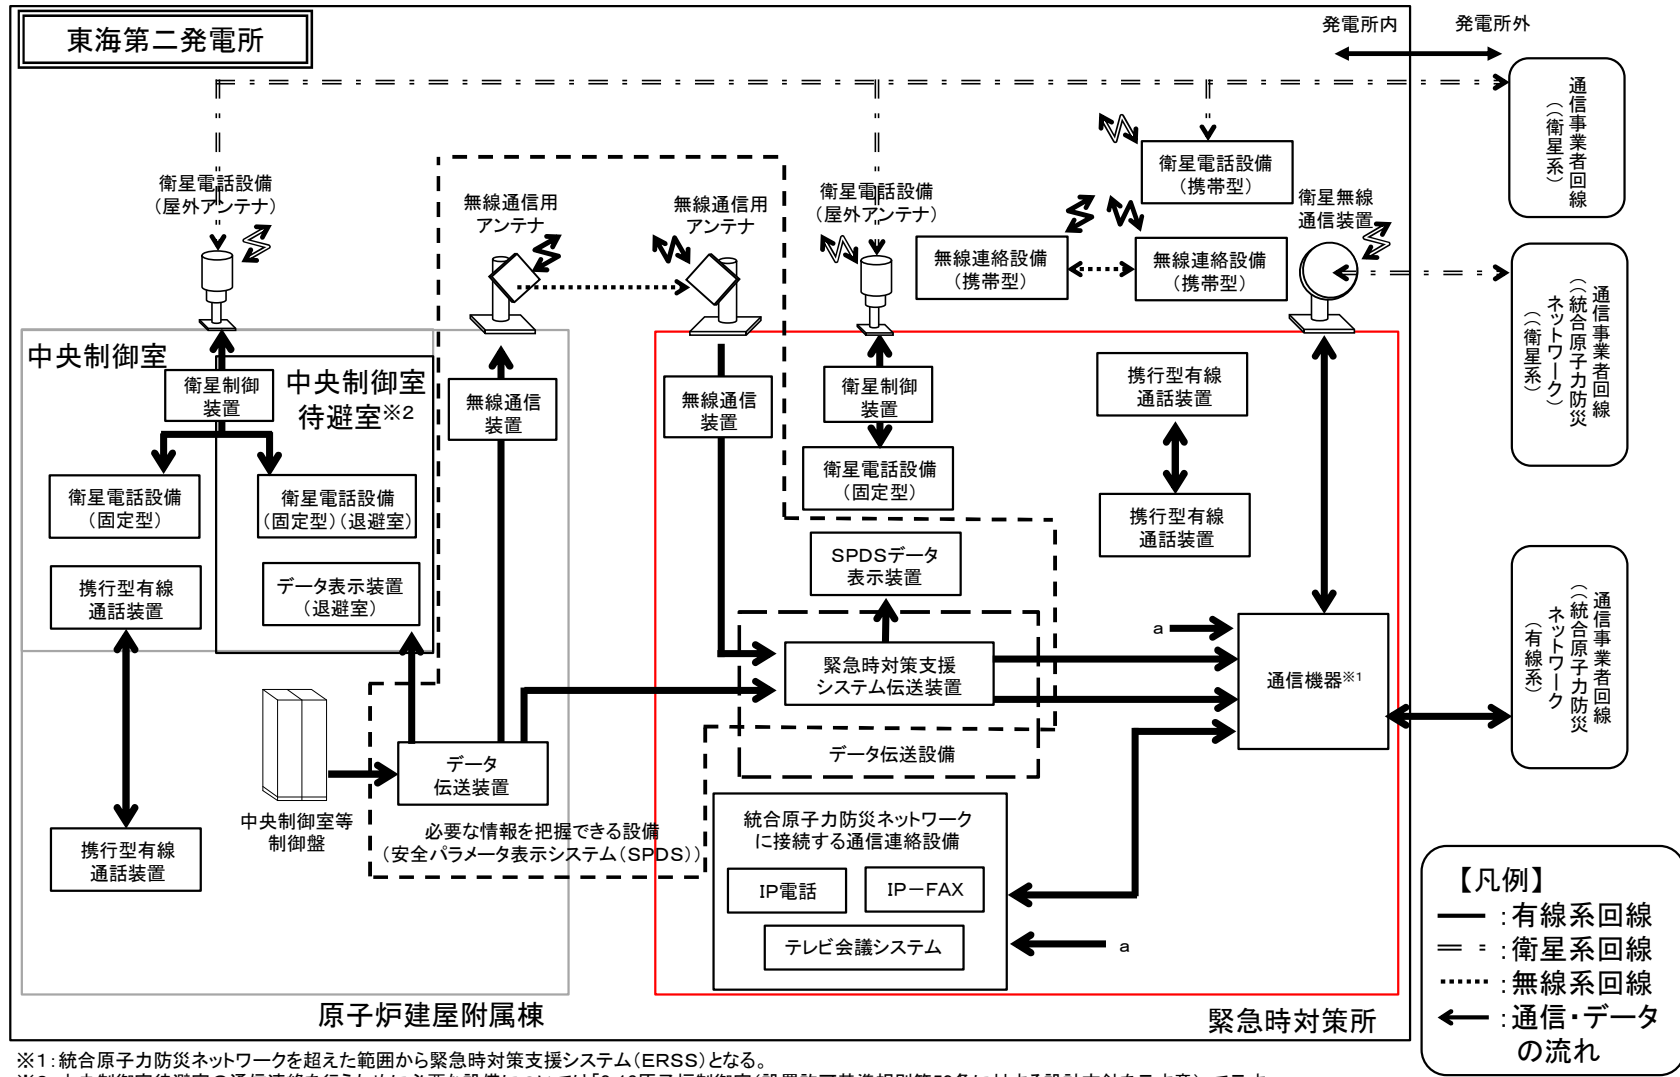 東海第二発電所
発電所内
発電所外
通信事業者回線
(衛星系)
衛星電話設備
(屋外アンテナ)
無線通信用
アンテナ
無線通信用
アンテナ
衛星電話設備
(屋外アンテナ)
衛星電話設備
(携帯型)
無線連絡設備
(携帯型)
無線連絡設備
(携帯型)
衛星無線
通信装置
通信事業者回線
(統合原子力防災
ネットワーク)
(衛星系)
中央制御室
衛星制御
装置
中央制御室
待避室※2
無線通信
装置
無線通信
装置
衛星制御
装置
携行型有線
通話装置
衛星電話設備
(固定型)
衛星電話設備
(固定型)(退避室)
衛星電話設備
(固定型)
携行型有線
通話装置
携行型有線
通話装置
データ表示装置
(退避室)
SPDSデータ
表示装置
通信事業者回線
(統合原子力防災
ネットワーク
(有線系)
a
緊急時対策支援
システム伝送装置
通信機器※1
データ伝送設備
データ
伝送装置
中央制御室等
制御盤
必要な情報を把握できる設備
(安全パラメータ表示システム(SPDS))
携行型有線
通話装置
統合原子力防災ネットワーク
に接続する通信連絡設備
IP電話
IP-FAX
テレビ会議システム
a
原子炉建屋附属棟
緊急時対策所
【凡例】
:有線系回線
:衛星系回線
:無線系回線
:通信・データ
の流れ
※1:統合原子力防災ネットワークを超えた範囲から緊急時対策支援システム(ERSS)となる。